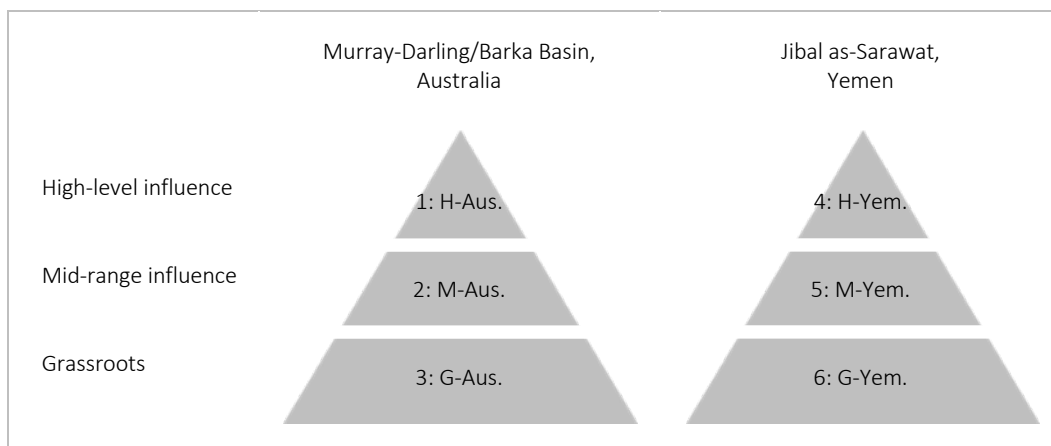 Murray-Darling/Barka Basin,
Australia
Jibal as-Sarawat,
Yemen
High-level influence
1: H-Aus.
4: H-Yem.
Mid-range influence
2: M-Aus.
5: M-Yem.
Grassroots
3: G-Aus.
6: G-Yem.